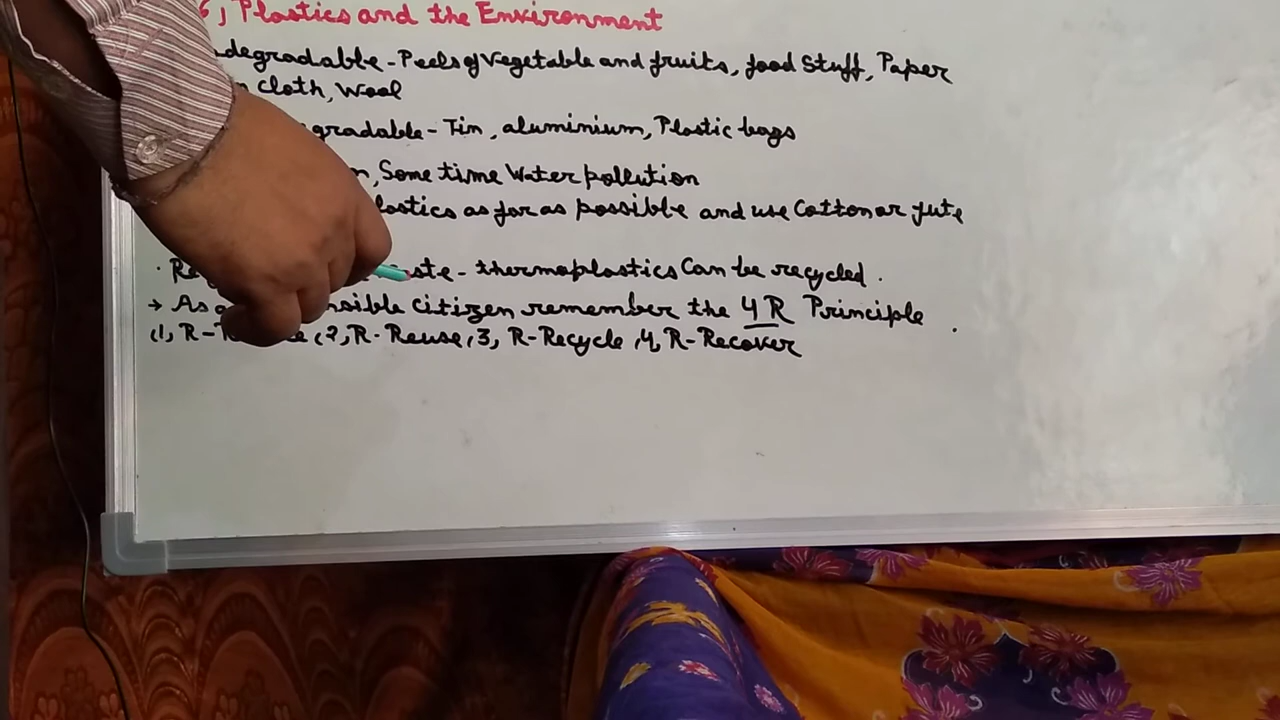 6, Plastics and the Environment
degradable - Peels of vegetable and fruits, food Stuff, Paper
cloth, Wool
gradable - Tin, aluminium, Plastic bags
, Some time Water pollution
lastics as far as possible and use Cotton or jute
ste - thermoplastics Can be recycled.
→ As citizen remember the 4R Principle
(1, R- (2, R- Reuse, (3, R-Recycle, (4, R-Recover